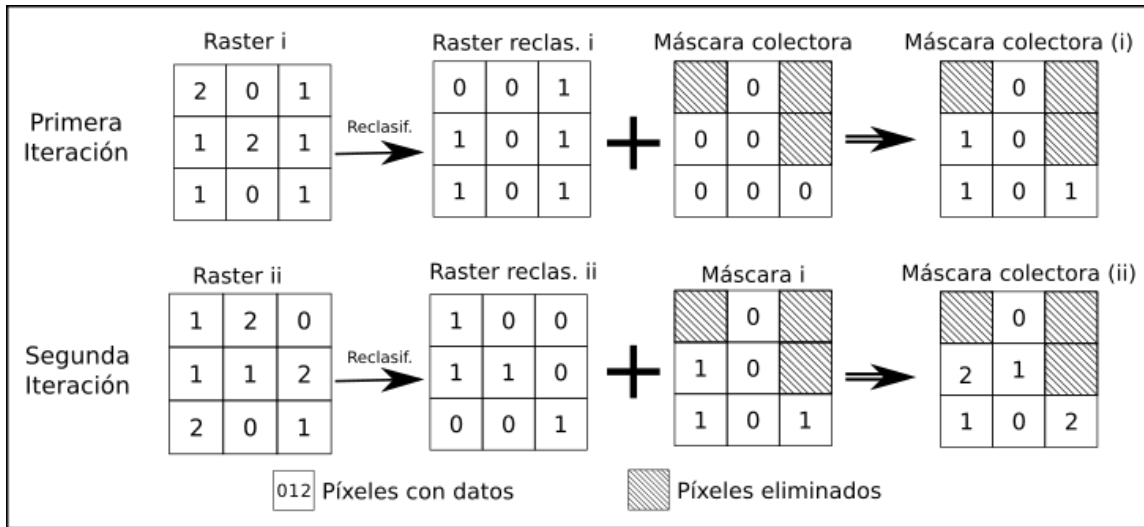 Raster i Raster reclas. i Máscara colectora Máscara colectora (i)
Primera
Iteración
2 0 1
1 2 1
1 0 1
Reclasif.
0 0 1
1 0 1
1 0 1
+
0
0 0
0 0 0
0
1 0
1 0 1
Raster ii Raster reclas. ii Máscara i Máscara colectora (ii)
Segunda
Iteración
1 2 0
1 1 2
2 0 1
Reclasif.
1 0 0
1 1 0
0 0 1
+
0
1 0
1 0 1
0
2 1
1 0 2
012 Píxeles con datos Píxeles eliminados